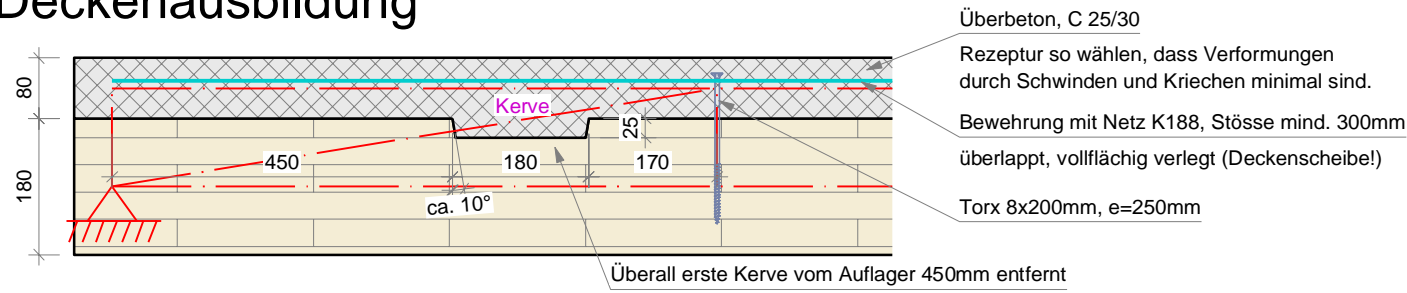 Deckenausbildung
Überbeton, C 25/30
Rezeptur so wählen, dass Verformungen
durch Schwinden und Kriechen minimal sind.
Bewehrung mit Netz K188, Stösse mind. 300mm
überlappt, vollflächig verlegt (Deckenscheibe!)
Torx 8x200mm, e=250mm
80
180
Kerve
25
450
180
170
ca. 10°
Überall erste Kerve vom Auflager 450mm entfernt